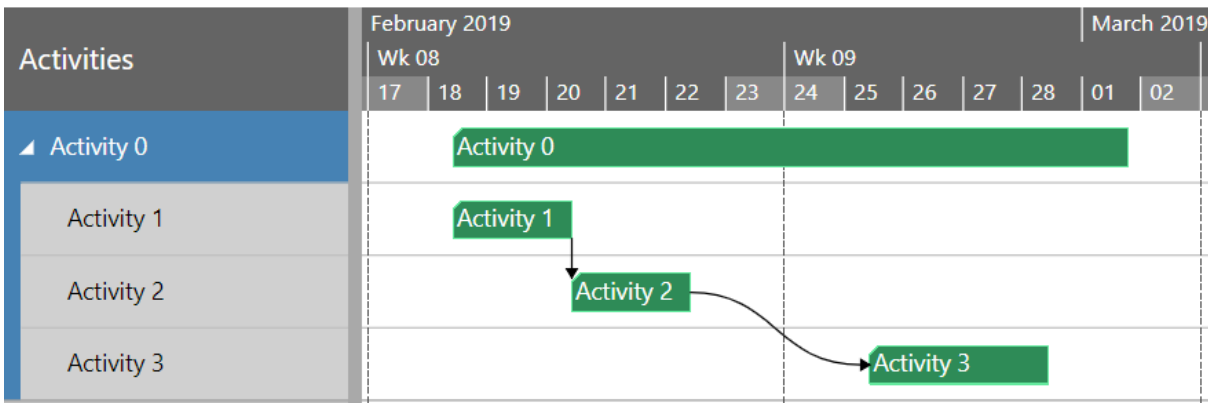 February 2019 March 2019
Activities
Wk 08 Wk 09
17 18 19 20 21 22 23 24 25 26 27 28 01 02
Activity 0 Activity 0
Activity 1 Activity 1
Activity 2 Activity 2
Activity 3 Activity 3